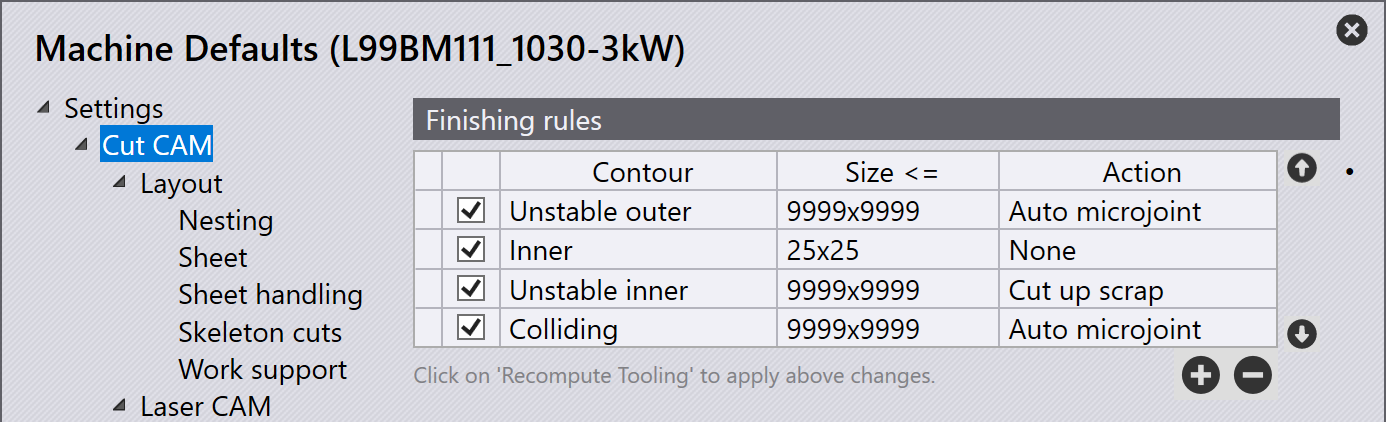 Machine Defaults (L99BM111_1030-3kW)
Settings
Cut CAM
Layout
Nesting
Sheet
Sheet handling
Skeleton cuts
Work support
Laser CAM
Finishing rules
Contour Size <= Action
Unstable outer 9999x9999 Auto microjoint
Inner 25x25 None
Unstable inner 9999x9999 Cut up scrap
Colliding 9999x9999 Auto microjoint
Click on 'Recompute Tooling' to apply above changes.